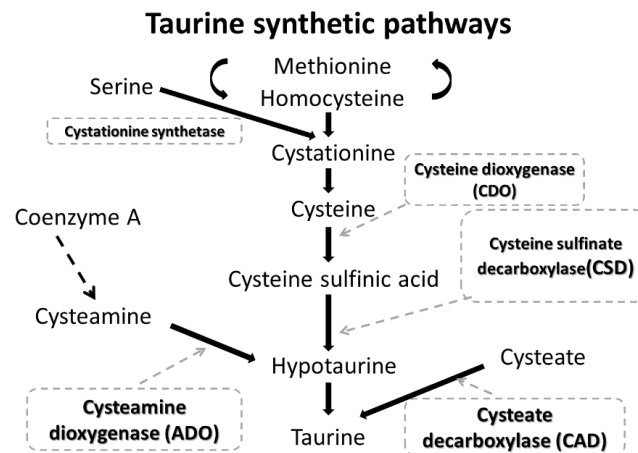 Taurine synthetic pathways
Methionine
Serine
Homocysteine
Cystationine synthetase
Cystationine
Cysteine dioxygenase
(CDO)
Cysteine
Coenzyme A
Cysteine sulfinate
decarboxylase(CSD)
Cysteine sulfinic acid
Cysteamine
Hypotaurine
Cysteate
Cysteamine
dioxygenase (ADO)
Cysteate
decarboxylase (CAD)
Taurine